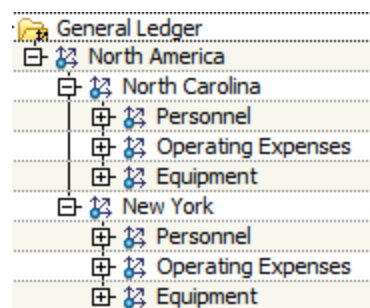 General Ledger
North America
North Carolina
Personnel
Operating Expenses
Equipment
New York
Personnel
Operating Expenses
Equipment